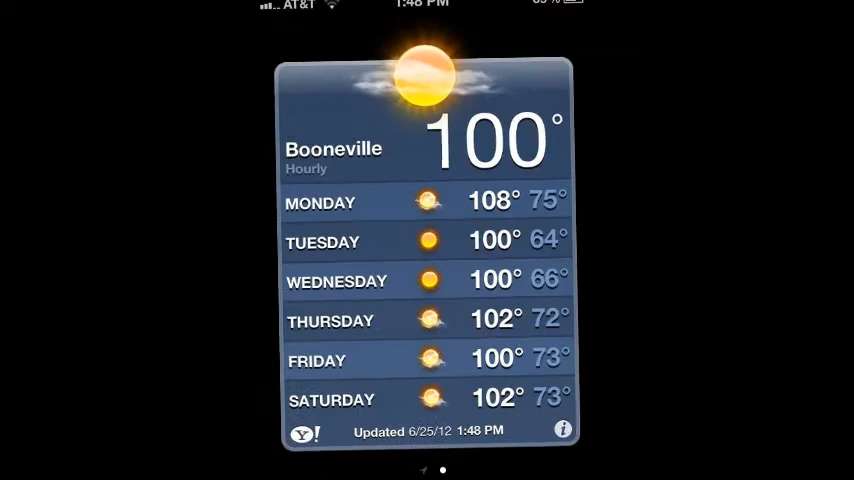 AT&T 1:48 PM
100°
Booneville
Hourly
MONDAY 108° 75°
TUESDAY 100° 64°
WEDNESDAY 100° 66°
THURSDAY 102° 72°
FRIDAY 100° 73°
SATURDAY 102° 73°
Y! Updated 6/25/12 1:48 PM i